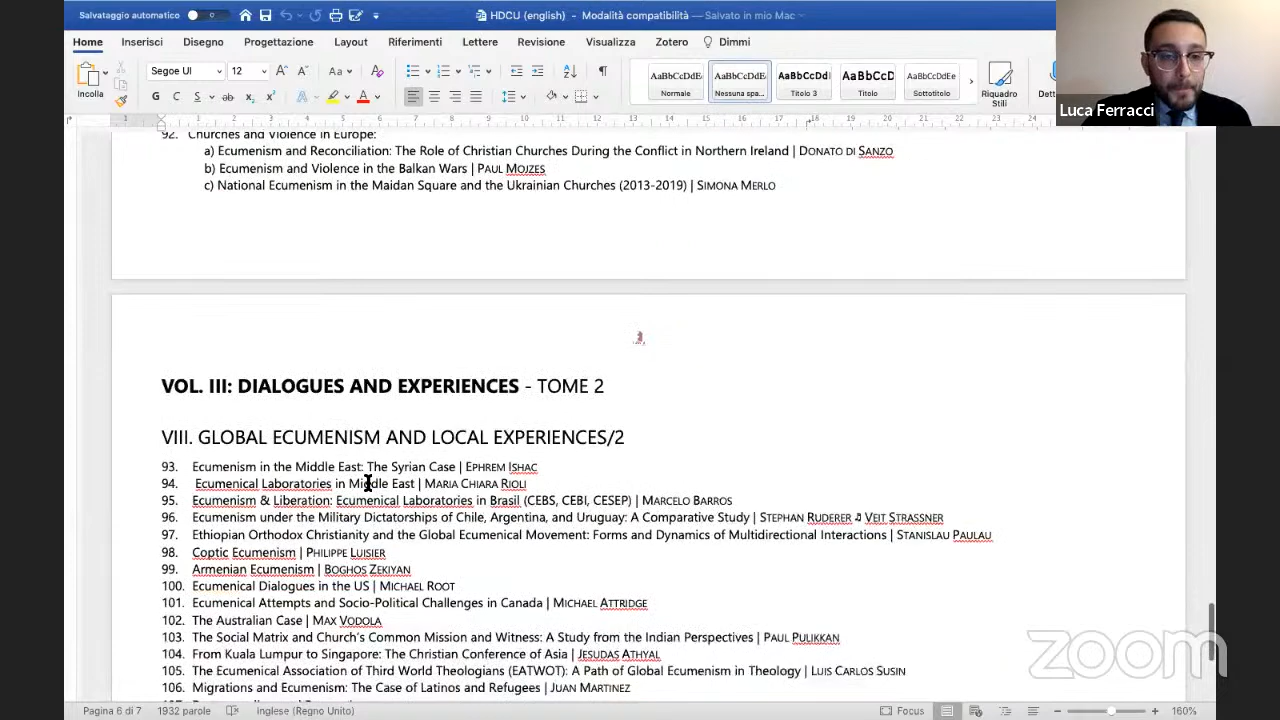 Salvataggio automatico
HDCU (english) - Modalità compatibilità — Salvato in mio Mac
Home Inserisci Disegno Progettazione Layout Riferimenti Lettere Revisione Visualizza Zotero Dimmi
Incolla
Segoe UI 12
AaBbCcDdE AaBbCcDdE AaBbCcDd AaBbCcD AaBbCcDdEe
Normale Nessuna spa... Titolo 3 Titolo Sottotitolo
Riquadro Stili
Luca Ferracci
92. Churches and Violence in Europe:
a) Ecumenism and Reconciliation: The Role of Christian Churches During the Conflict in Northern Ireland | DONATO DI SANZO
b) Ecumenism and Violence in the Balkan Wars | PAUL MOJZES
c) National Ecumenism in the Maidan Square and the Ukrainian Churches (2013-2019) | SIMONA MERLO
VOL. III: DIALOGUES AND EXPERIENCES - TOME 2
VIII. GLOBAL ECUMENISM AND LOCAL EXPERIENCES/2
93. Ecumenism in the Middle East: The Syrian Case | EPHREM ISHAC
94. Ecumenical Laboratories in Middle East | MARIA CHIARA RIOLI
95. Ecumenism & Liberation: Ecumenical Laboratories in Brasil (CEBS, CEBI, CESEP) | MARCELO BARROS
96. Ecumenism under the Military Dictatorships of Chile, Argentina, and Uruguay: A Comparative Study | STEPHAN RUDERER ♫ VEIT STRASSNER
97. Ethiopian Orthodox Christianity and the Global Ecumenical Movement: Forms and Dynamics of Multidirectional Interactions | STANISLAU PAULAU
98. Coptic Ecumenism | PHILIPPE LUISIER
99. Armenian Ecumenism | BOGHOS ZEKIYAN
100. Ecumenical Dialogues in the US | MICHAEL ROOT
101. Ecumenical Attempts and Socio-Political Challenges in Canada | MICHAEL ATTRIDGE
102. The Australian Case | MAX VODOLA
103. The Social Matrix and Church's Common Mission and Witness: A Study from the Indian Perspectives | PAUL PULIKKAN
104. From Kuala Lumpur to Singapore: The Christian Conference of Asia | JESUDAS ATHYAL
105. The Ecumenical Association of Third World Theologians (EATWOT): A Path of Global Ecumenism in Theology | LUIS CARLOS SUSIN
106. Migrations and Ecumenism: The Case of Latinos and Refugees | JUAN MARTINEZ
zoom
Pagina 6 di 7 1932 parole Inglese (Regno Unito) Focus 160%